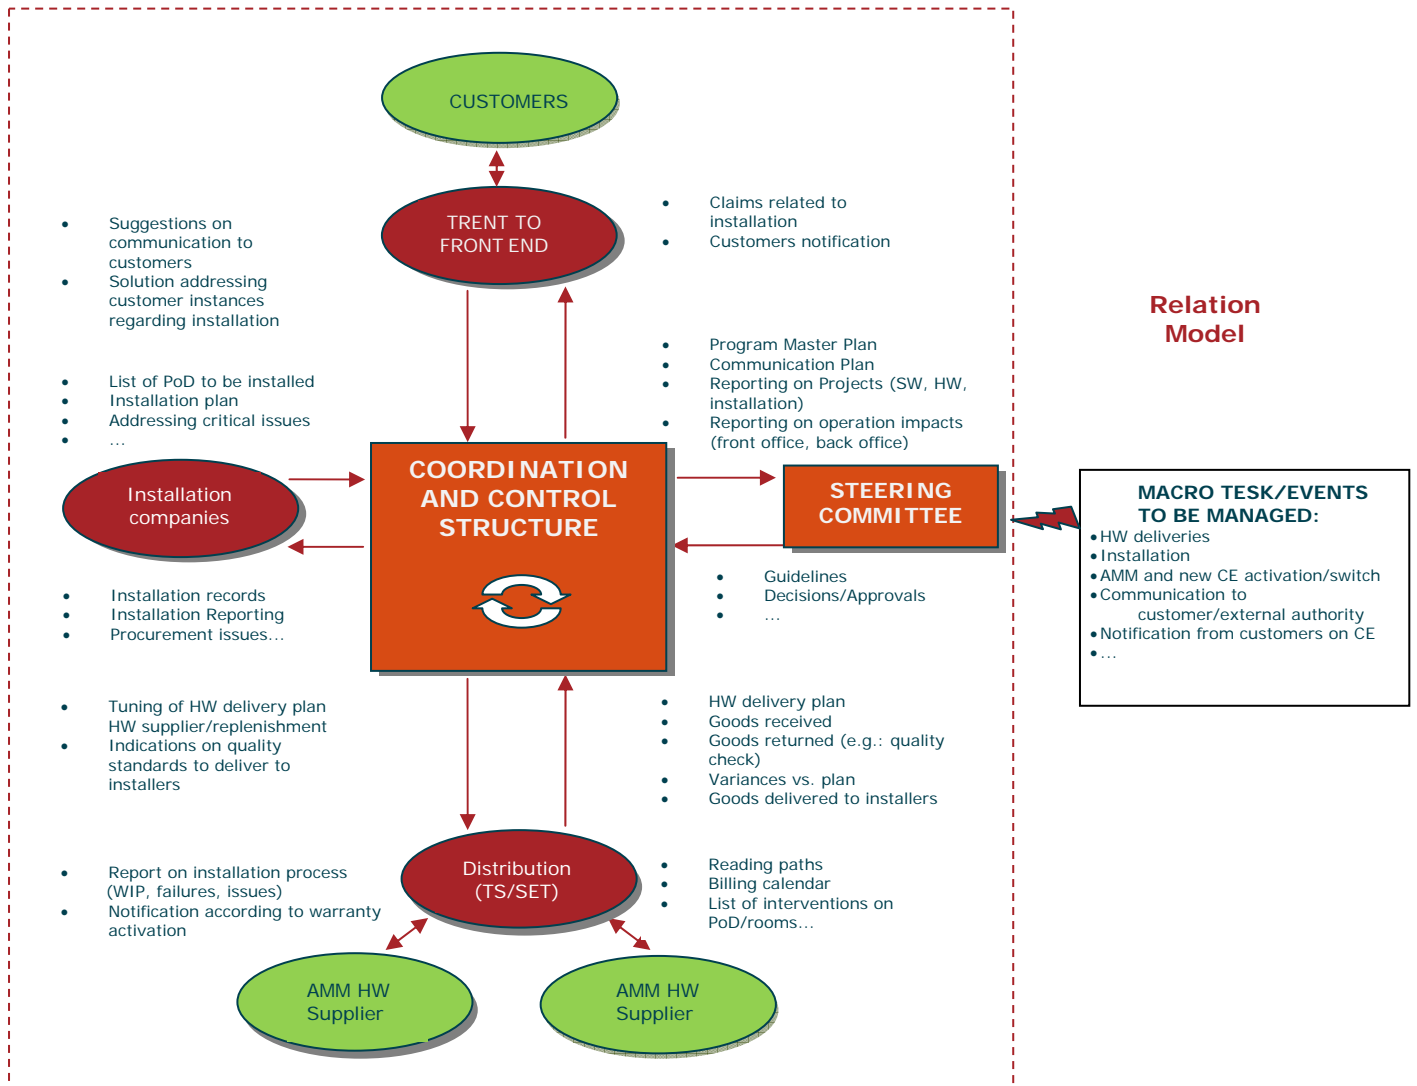 CUSTOMERS
TRENT TO
FRONT END
• Suggestions on
communication to
customers
• Solution addressing
customer instances
regarding installation
• Claims related to
installation
• Customers notification
Relation
Model
• List of PoD to be installed
• Installation plan
• Addressing critical issues
• ...
• Program Master Plan
• Communication Plan
• Reporting on Projects (SW, HW,
installation)
• Reporting on operation impacts
(front office, back office)
Installation
companies
COORDINATION
AND CONTROL
STRUCTURE
STEERING
COMMITTEE
MACRO TESK/EVENTS
TO BE MANAGED:
• HW deliveries
• Installation
• AMM and new CE activation/switch
• Communication to
customer/external authority
• Notification from customers on CE
• ...
• Installation records
• Installation Reporting
• Procurement issues...
• Guidelines
• Decisions/Approvals
• ...
• Tuning of HW delivery plan
HW supplier/replenishment
• Indications on quality
standards to deliver to
installers
• HW delivery plan
• Goods received
• Goods returned (e.g.: quality
check)
• Variances vs. plan
• Goods delivered to installers
Distribution
(TS/SET)
• Report on installation process
(WIP, failures, issues)
• Notification according to warranty
activation
• Reading paths
• Billing calendar
• List of interventions on
PoD/rooms...
AMM HW
Supplier
AMM HW
Supplier